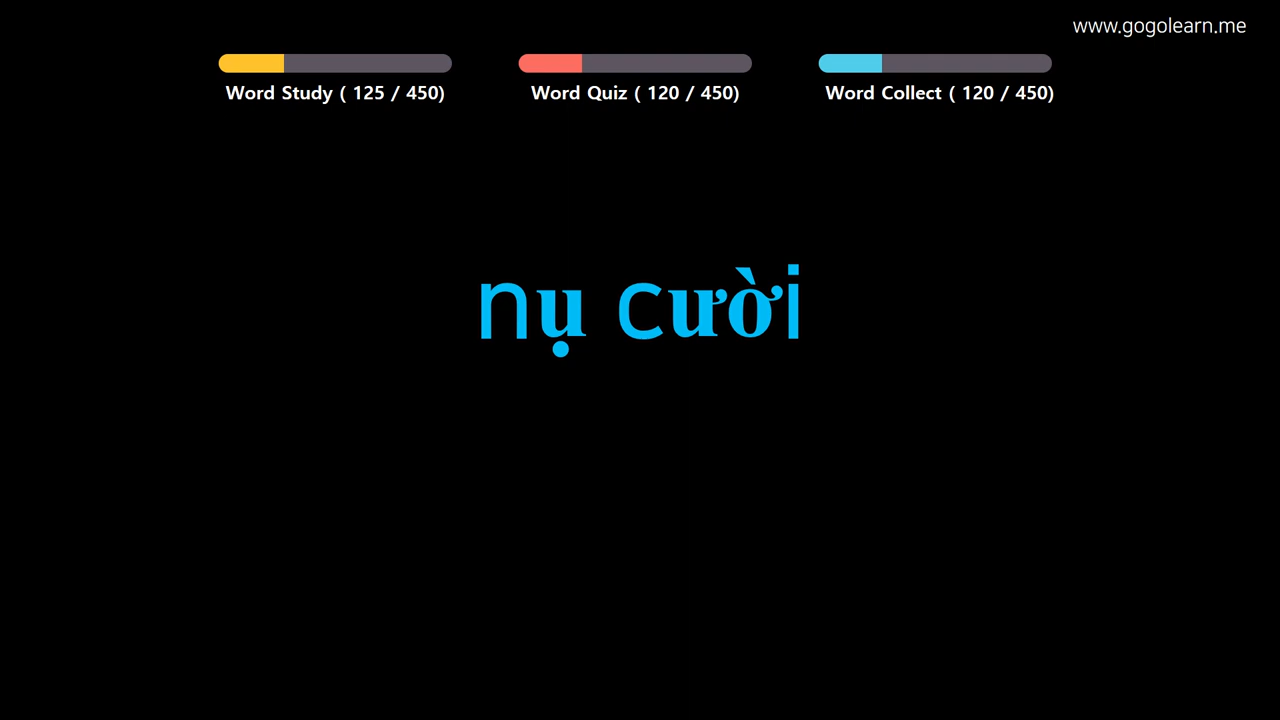 www.gogolearn.me
Word Study ( 125 / 450)
Word Quiz ( 120 / 450)
Word Collect ( 120 / 450)
nụ cười